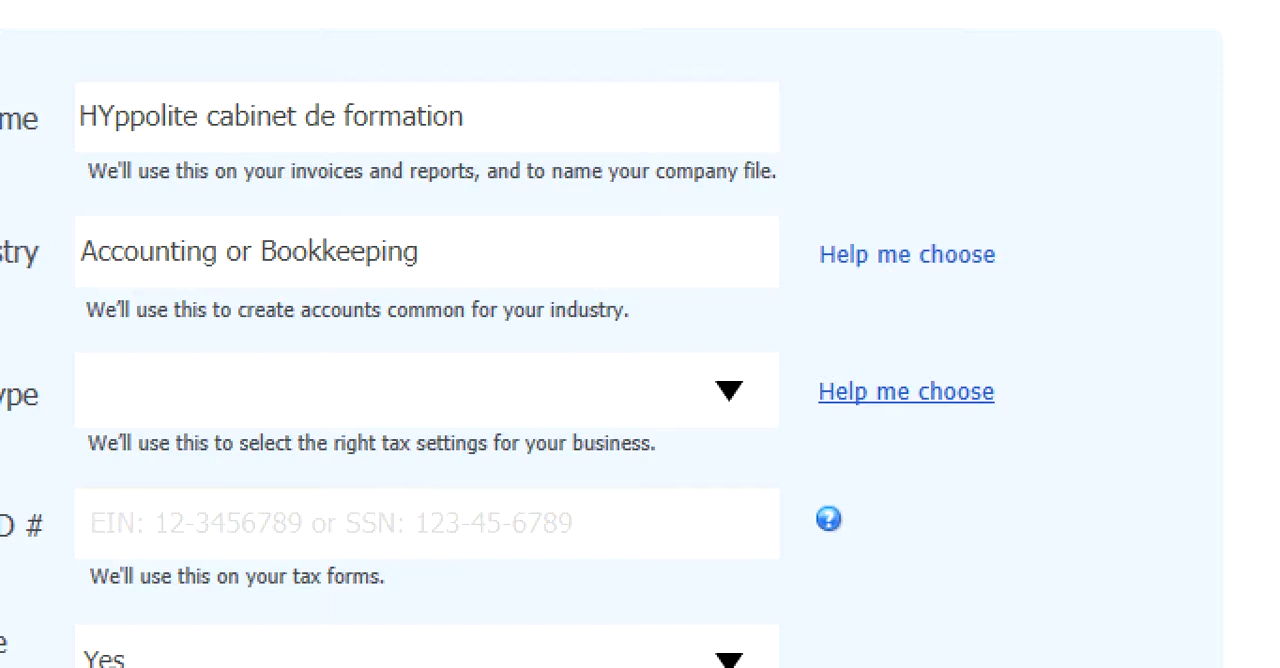 me HYppolite cabinet de formation
We'll use this on your invoices and reports, and to name your company file.
stry Accounting or Bookkeeping Help me choose
We'll use this to create accounts common for your industry.
ype Help me choose
We'll use this to select the right tax settings for your business.
D # EIN: 12-3456789 or SSN: 123-45-6789 ?
We'll use this on your tax forms.
e
Yes